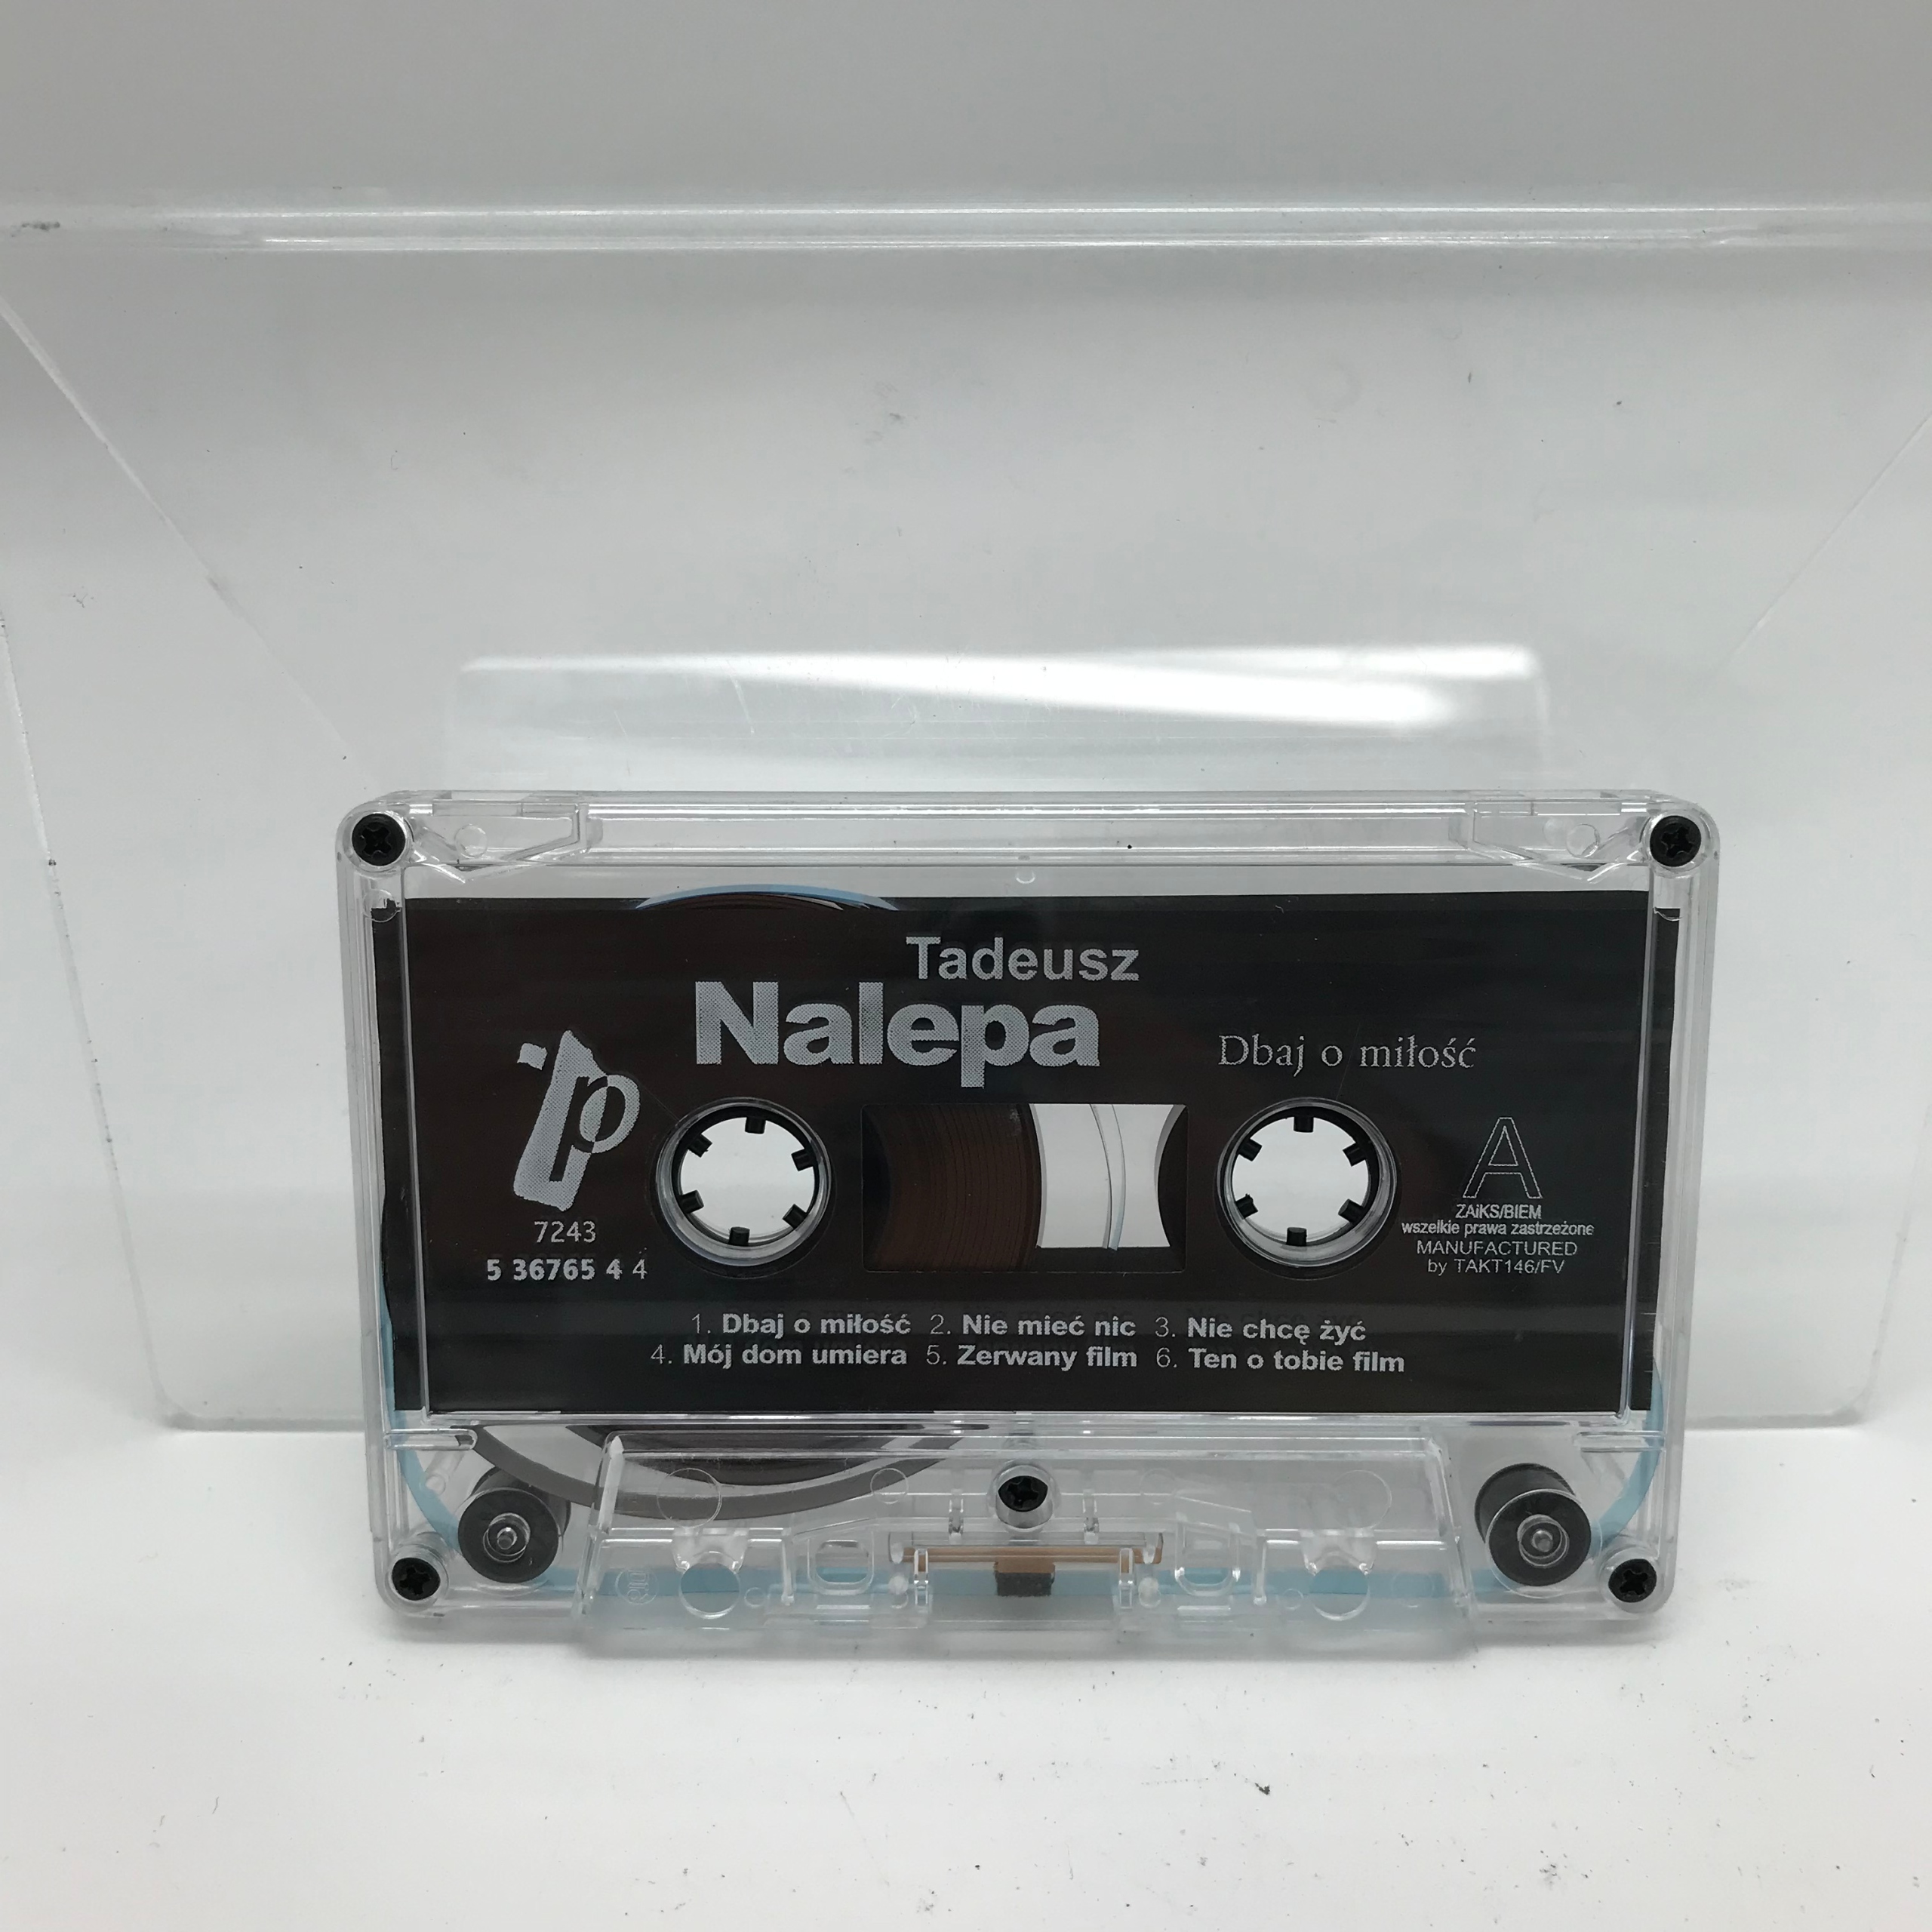 Tadeusz
Nalepa
Dbaj o miłość
p
7243
5 36765 4 4
A
ZAiKS/BIEM
wszelkie prawa zastrzeżone
MANUFACTURED
by TAKT146/FV
1. Dbaj o miłość 2. Nie mieć nic 3. Nie chcę żyć
4. Mój dom umiera 5. Zerwany film 6. Ten o tobie film